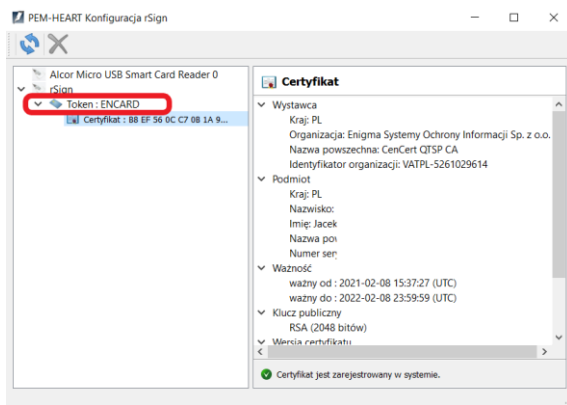 PEM-HEART Konfiguracja rSign
Alcor Micro USB Smart Card Reader 0
rSign
Token : ENCARD
Certyfikat : B8 EF 56 0C C7 0B 1A 9...
Certyfikat
Wystawca
Kraj: PL
Organizacja: Enigma Systemy Ochrony Informacji Sp. z o.o.
Nazwa powszechna: CenCert QTSP CA
Identyfikator organizacji: VATPL-5261029614
Podmiot
Kraj: PL
Nazwisko:
Imię: Jacek
Nazwa
Numer
Ważność
ważny od : 2021-02-08 15:37:27 (UTC)
ważny do : 2022-02-08 23:59:59 (UTC)
Klucz publiczny
RSA (2048 bitów)
Wersja certyfikatu
Certyfikat jest zarejestrowany w systemie.